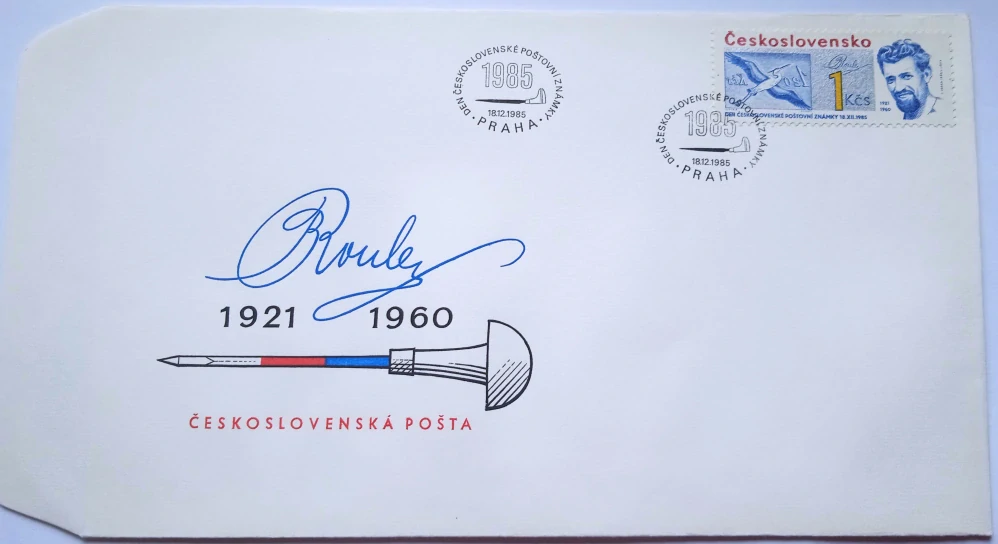 DEN ČESKOSLOVENSKÉ POŠTOVNÍ ZNÁMKY
1985
18.12.1985
• PRAHA •
Československo
1 Kčs
1921
1960
DEN ČESKOSLOVENSKÉ POŠTOVNÍ ZNÁMKY 18.XII.1985
DEN ČESKOSLOVENSKÉ POŠTOVNÍ ZNÁMKY
1985
18.12.1985
• PRAHA •
1921 1960
ČESKOSLOVENSKÁ POŠTA